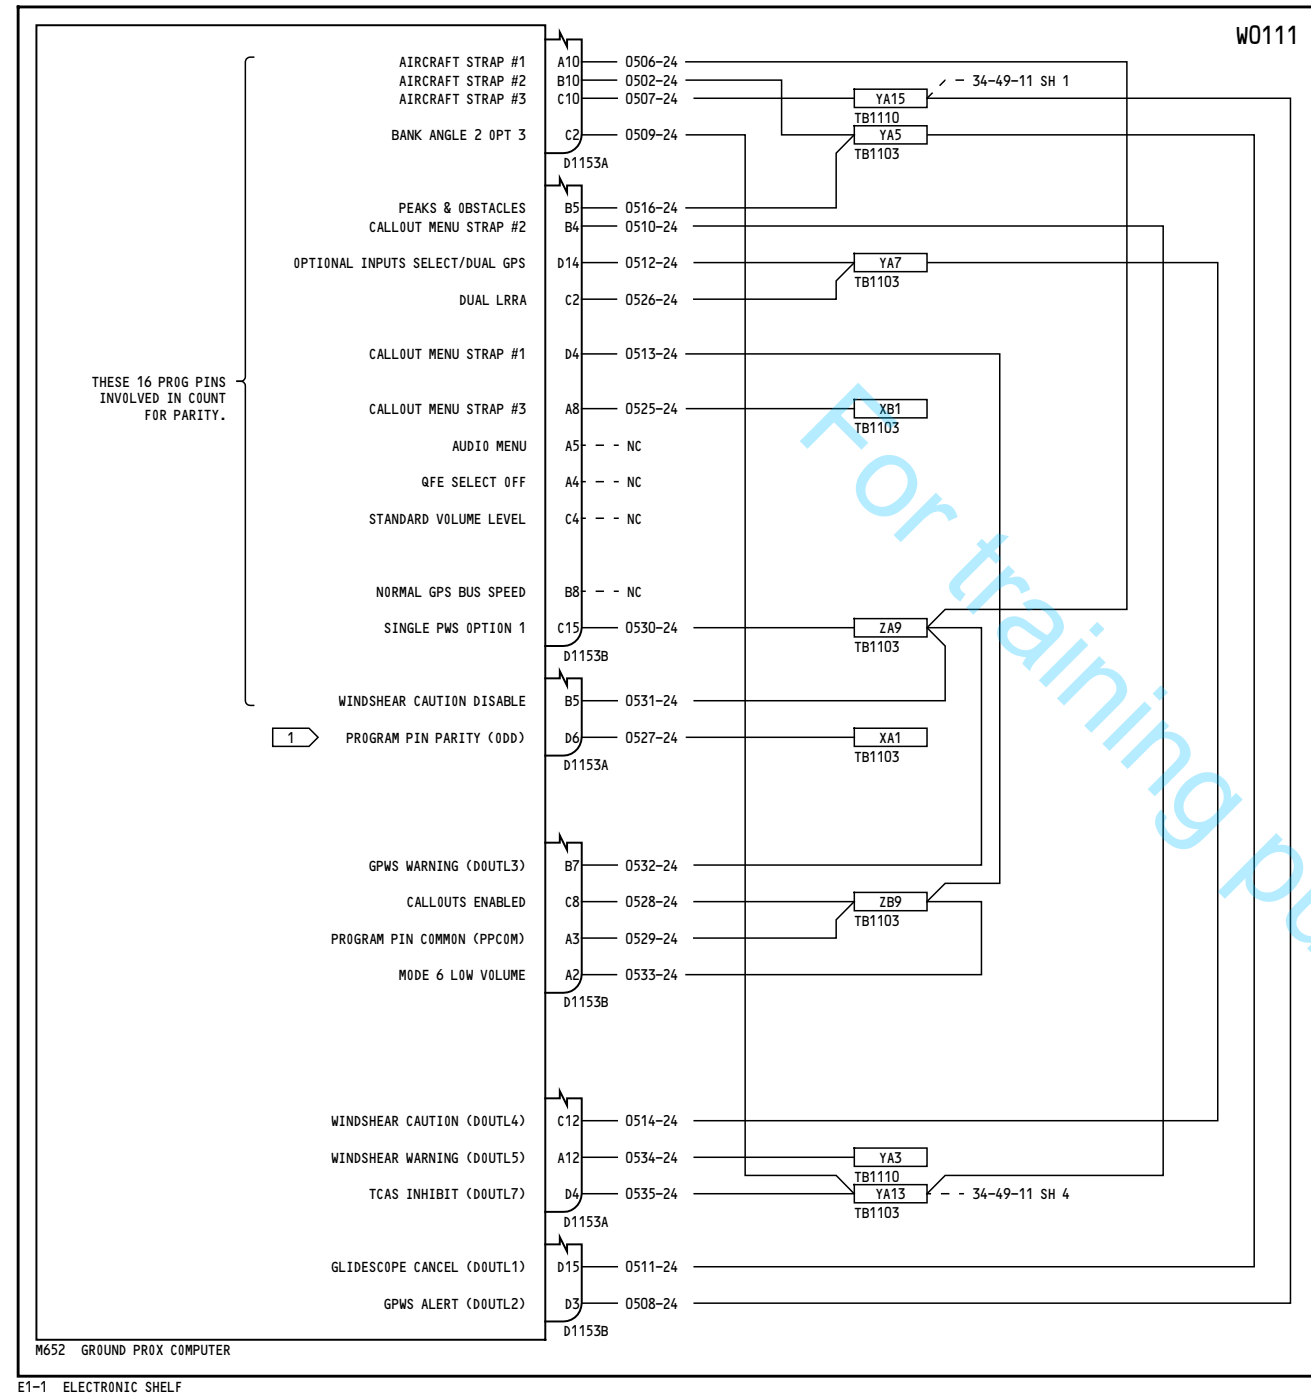 W0111
AIRCRAFT STRAP #1 A10 0506-24
AIRCRAFT STRAP #2 B10 0502-24 - 34-49-11 SH 1
AIRCRAFT STRAP #3 C10 0507-24 YA15
TB1110
BANK ANGLE 2 OPT 3 C2 0509-24 YA5
TB1103
D1153A
PEAKS & OBSTACLES B5 0516-24
CALLOUT MENU STRAP #2 B4 0510-24
OPTIONAL INPUTS SELECT/DUAL GPS D14 0512-24 YA7
TB1103
DUAL LRRA C2 0526-24
CALLOUT MENU STRAP #1 D4 0513-24
THESE 16 PROG PINS
INVOLVED IN COUNT
FOR PARITY.
CALLOUT MENU STRAP #3 A8 0525-24 XB1
TB1103
AUDIO MENU A5 - - - NC
QFE SELECT OFF A4 - - - NC
STANDARD VOLUME LEVEL C4 - - - NC
NORMAL GPS BUS SPEED B8 - - - NC
SINGLE PWS OPTION 1 C15 0530-24 ZA9
TB1103
D1153B
WINDSHEAR CAUTION DISABLE B5 0531-24
1 PROGRAM PIN PARITY (ODD) D6 0527-24 XA1
TB1103
D1153A
GPWS WARNING (DOUTL3) B7 0532-24
CALLOUTS ENABLED C8 0528-24 ZB9
TB1103
PROGRAM PIN COMMON (PPCOM) A3 0529-24
MODE 6 LOW VOLUME A2 0533-24
D1153B
WINDSHEAR CAUTION (DOUTL4) C12 0514-24
WINDSHEAR WARNING (DOUTL5) A12 0534-24 YA3
TB1110
TCAS INHIBIT (DOUTL7) D4 0535-24 YA13 - - 34-49-11 SH 4
TB1103
D1153A
GLIDESCOPE CANCEL (DOUTL1) D15 0511-24
GPWS ALERT (DOUTL2) D3 0508-24
D1153B
M652 GROUND PROX COMPUTER
E1-1 ELECTRONIC SHELF
For training pu